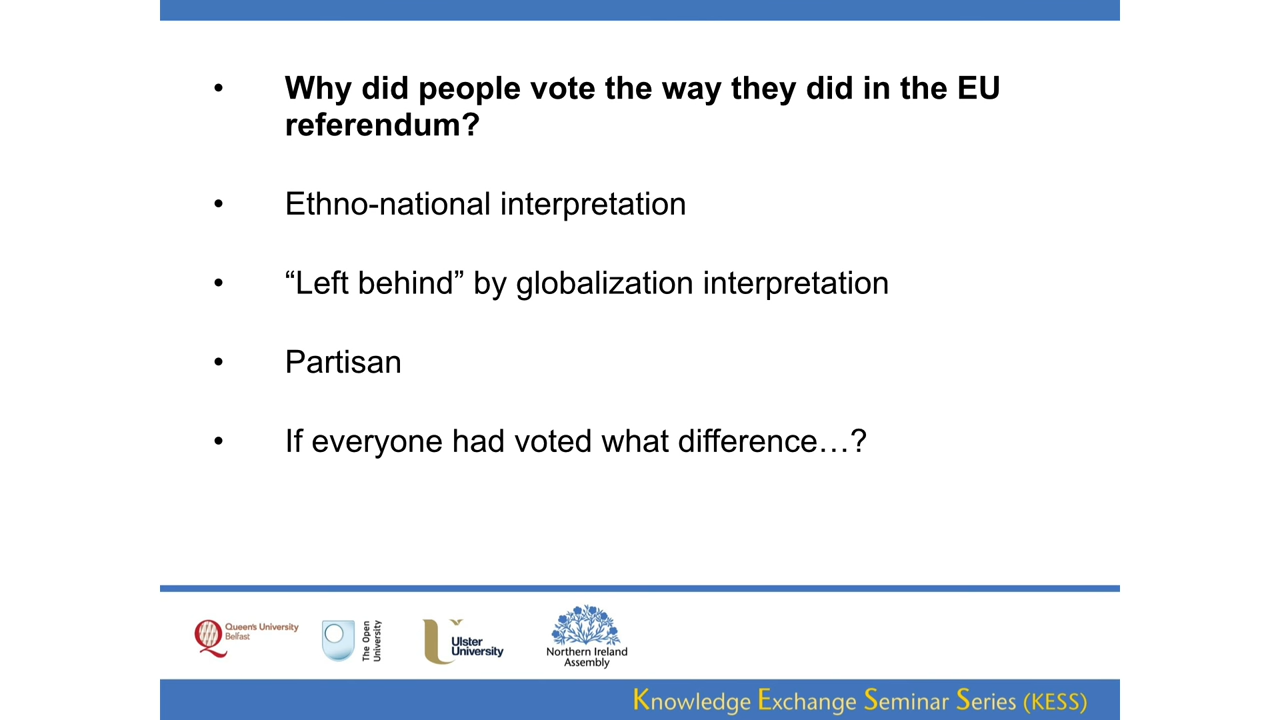 • Why did people vote the way they did in the EU
referendum?
• Ethno-national interpretation
• “Left behind” by globalization interpretation
• Partisan
• If everyone had voted what difference…?
Queen's University
Belfast
The Open
University
Ulster
University
Northern Ireland
Assembly
Knowledge Exchange Seminar Series (KESS)